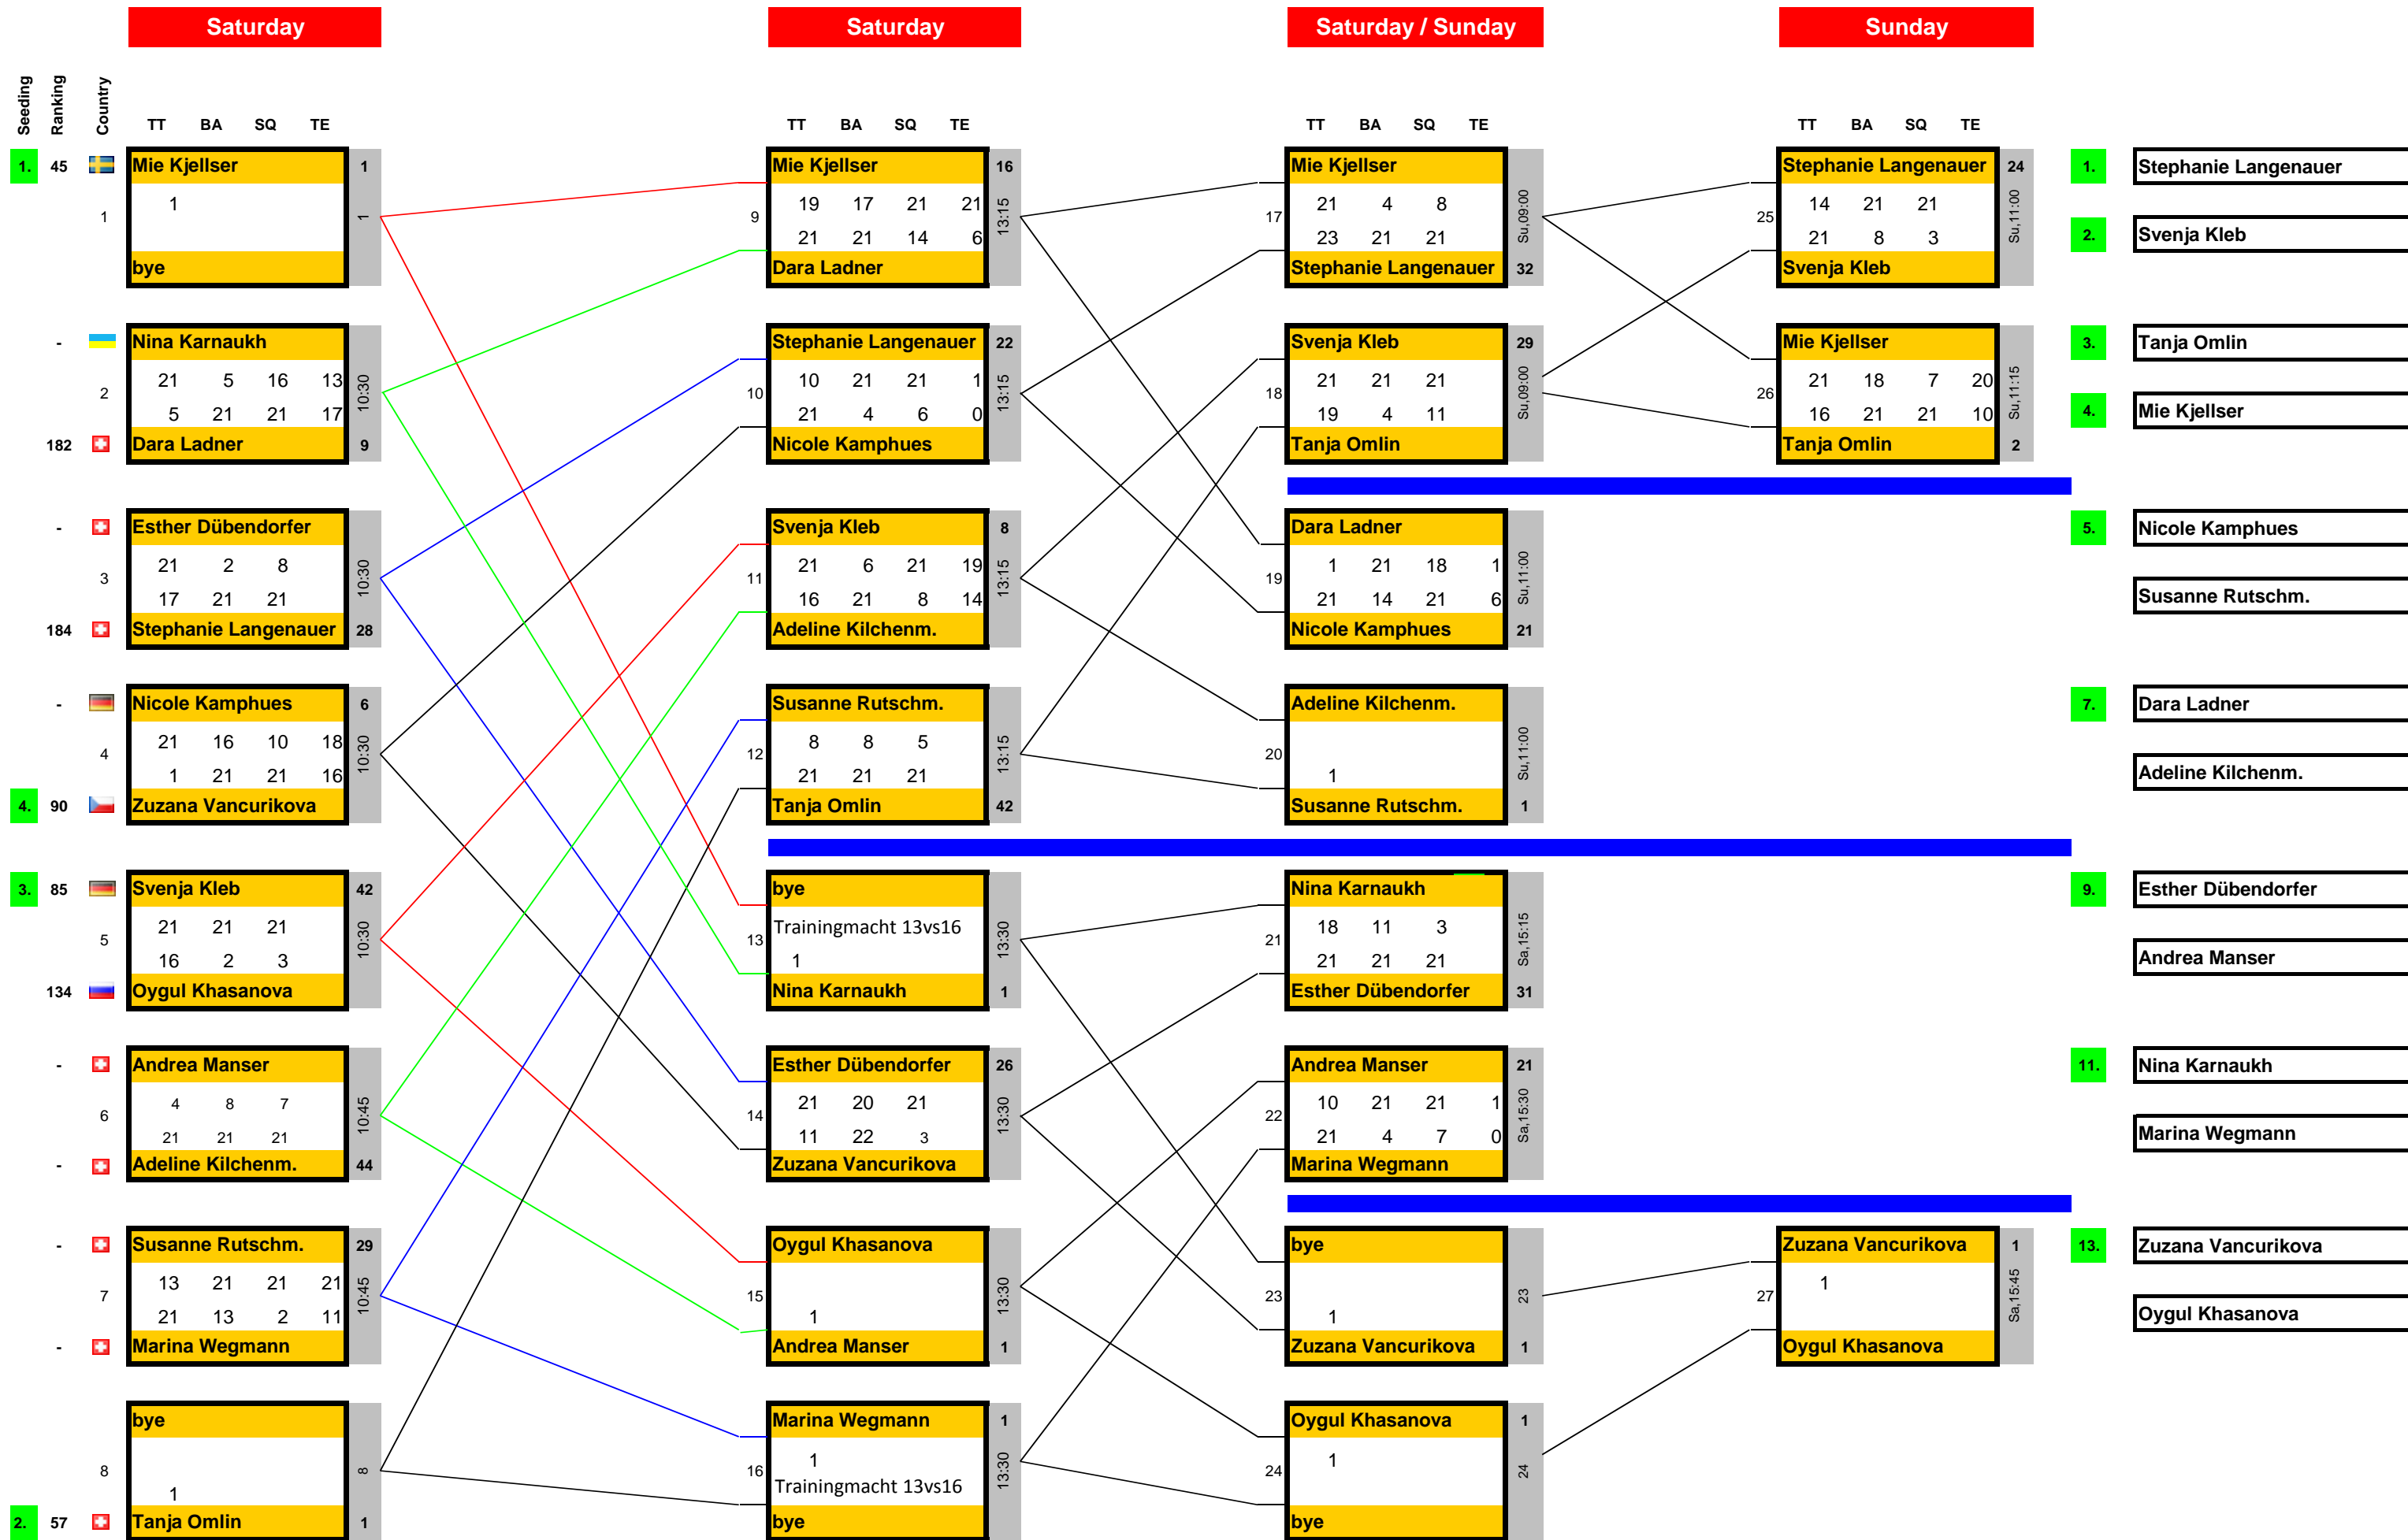 Saturday Saturday Saturday / Sunday Sunday
Seeding Ranking Country
TT BA SQ TE TT BA SQ TE TT BA SQ TE TT BA SQ TE
1. 45 Mie Kjellser 1 Mie Kjellser 16 Mie Kjellser Stephanie Langenauer 24 1. Stephanie Langenauer
1 19 17 21 21 21 4 8 14 21 21
1 1 9 13:15 17 Su,09:00 25 Su,11:00
21 21 14 6 23 21 21 21 8 3 2. Svenja Kleb
bye Dara Ladner Stephanie Langenauer 32 Svenja Kleb
- Nina Karnaukh Stephanie Langenauer 22 Svenja Kleb 29 Mie Kjellser 3. Tanja Omlin
21 5 16 13 10 21 21 1 21 21 21 21 18 7 20
2 10:30 10 13:15 18 Su,09:00 26 Su,11:15
5 21 21 17 21 4 6 0 19 4 11 16 21 21 10 4. Mie Kjellser
182 Dara Ladner 9 Nicole Kamphues Tanja Omlin Tanja Omlin 2
- Esther Dübendorfer Svenja Kleb 8 Dara Ladner 5. Nicole Kamphues
21 2 8 21 6 21 19 1 21 18 1
3 10:30 11 13:15 19 Su,11:00
17 21 21 16 21 8 14 21 14 21 6 Susanne Rutschm.
184 Stephanie Langenauer 28 Adeline Kilchenm. Nicole Kamphues 21
- Nicole Kamphues 6 Susanne Rutschm. Adeline Kilchenm. 7. Dara Ladner
21 16 10 18 8 8 5
4 10:30 12 13:15 20 Su,11:00
1 21 21 16 21 21 21 1 Adeline Kilchenm.
4. 90 Zuzana Vancurikova Tanja Omlin 42 Susanne Rutschm. 1
3. 85 Svenja Kleb 42 bye Nina Karnaukh 9. Esther Dübendorfer
21 21 21 Trainingmacht 13vs16 18 11 3
5 10:30 13 13:30 21 Sa,15:15
16 2 3 1 21 21 21 Andrea Manser
134 Oygul Khasanova Nina Karnaukh 1 Esther Dübendorfer 31
- Andrea Manser Esther Dübendorfer 26 Andrea Manser 21 11. Nina Karnaukh
4 8 7 21 20 21 10 21 21 1
6 10:45 14 13:30 22 Sa,15:30
21 21 21 11 22 3 21 4 7 0 Marina Wegmann
- Adeline Kilchenm. 44 Zuzana Vancurikova Marina Wegmann
- Susanne Rutschm. 29 Oygul Khasanova bye Zuzana Vancurikova 1 13. Zuzana Vancurikova
13 21 21 21 1
7 10:45 15 13:30 23 23 27 Sa,15:45
21 13 2 11 1 1 Oygul Khasanova
- Marina Wegmann Andrea Manser 1 Zuzana Vancurikova 1 Oygul Khasanova
bye Marina Wegmann 1 Oygul Khasanova 1
1 1
8 8 16 13:30 24 24
1 Trainingmacht 13vs16
2. 57 Tanja Omlin 1 bye bye